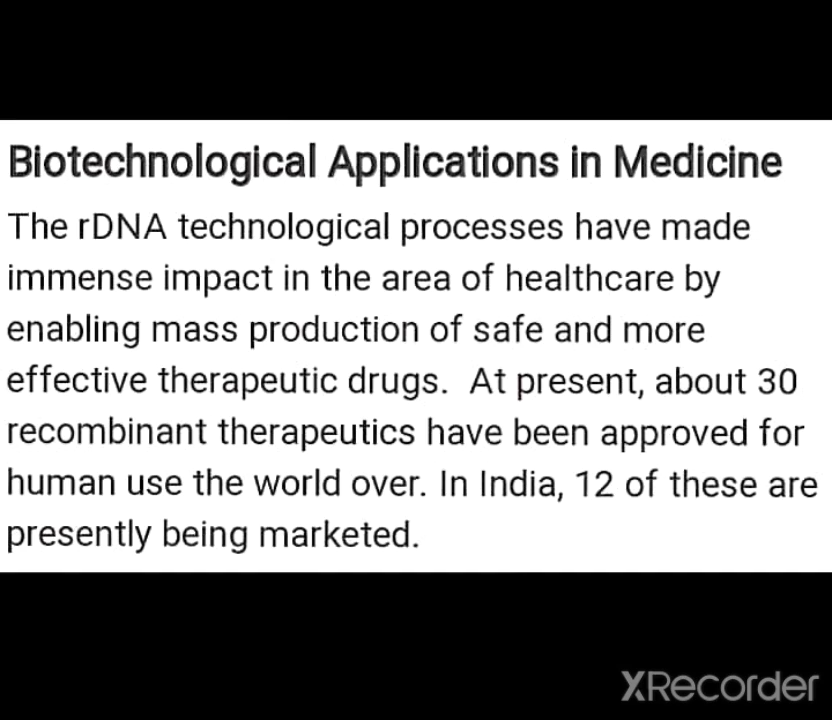 Biotechnological Applications in Medicine
The rDNA technological processes have made
immense impact in the area of healthcare by
enabling mass production of safe and more
effective therapeutic drugs.  At present, about 30
recombinant therapeutics have been approved for
human use the world over. In India, 12 of these are
presently being marketed.
XRecorder